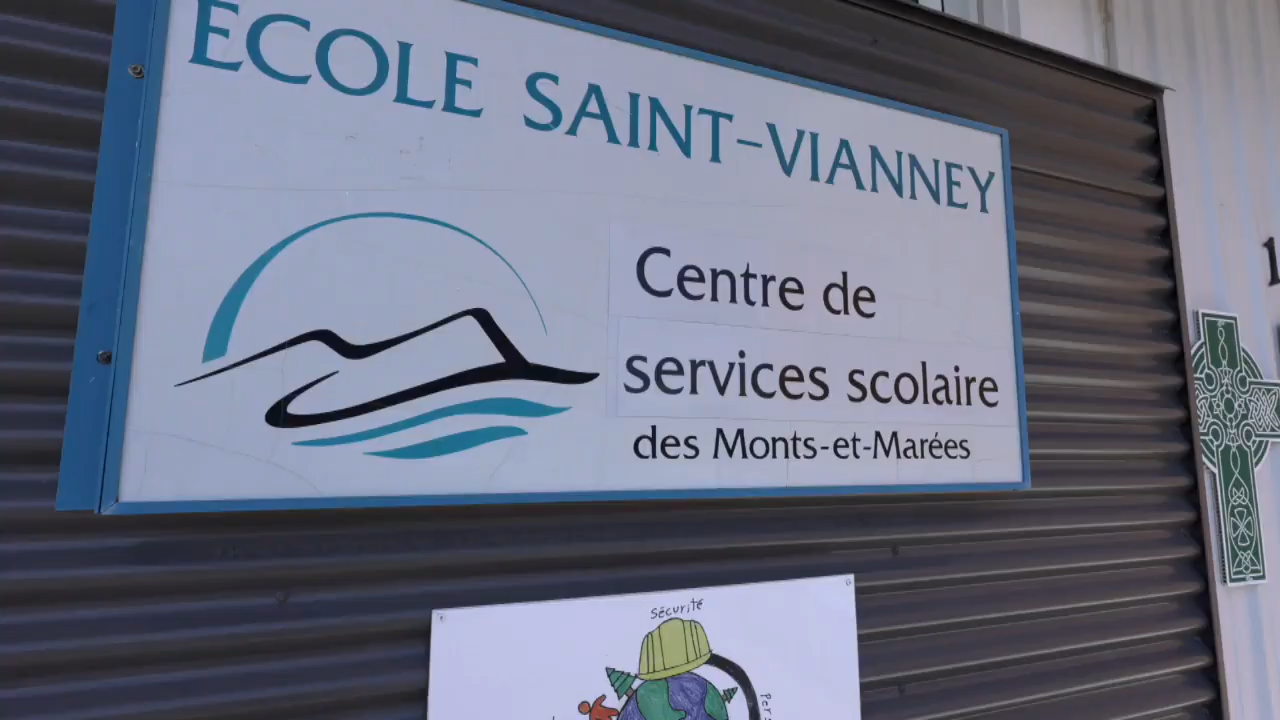 ECOLE SAINT-VIANNEY
Centre de
services scolaire
des Monts-et-Marées
Sécurité